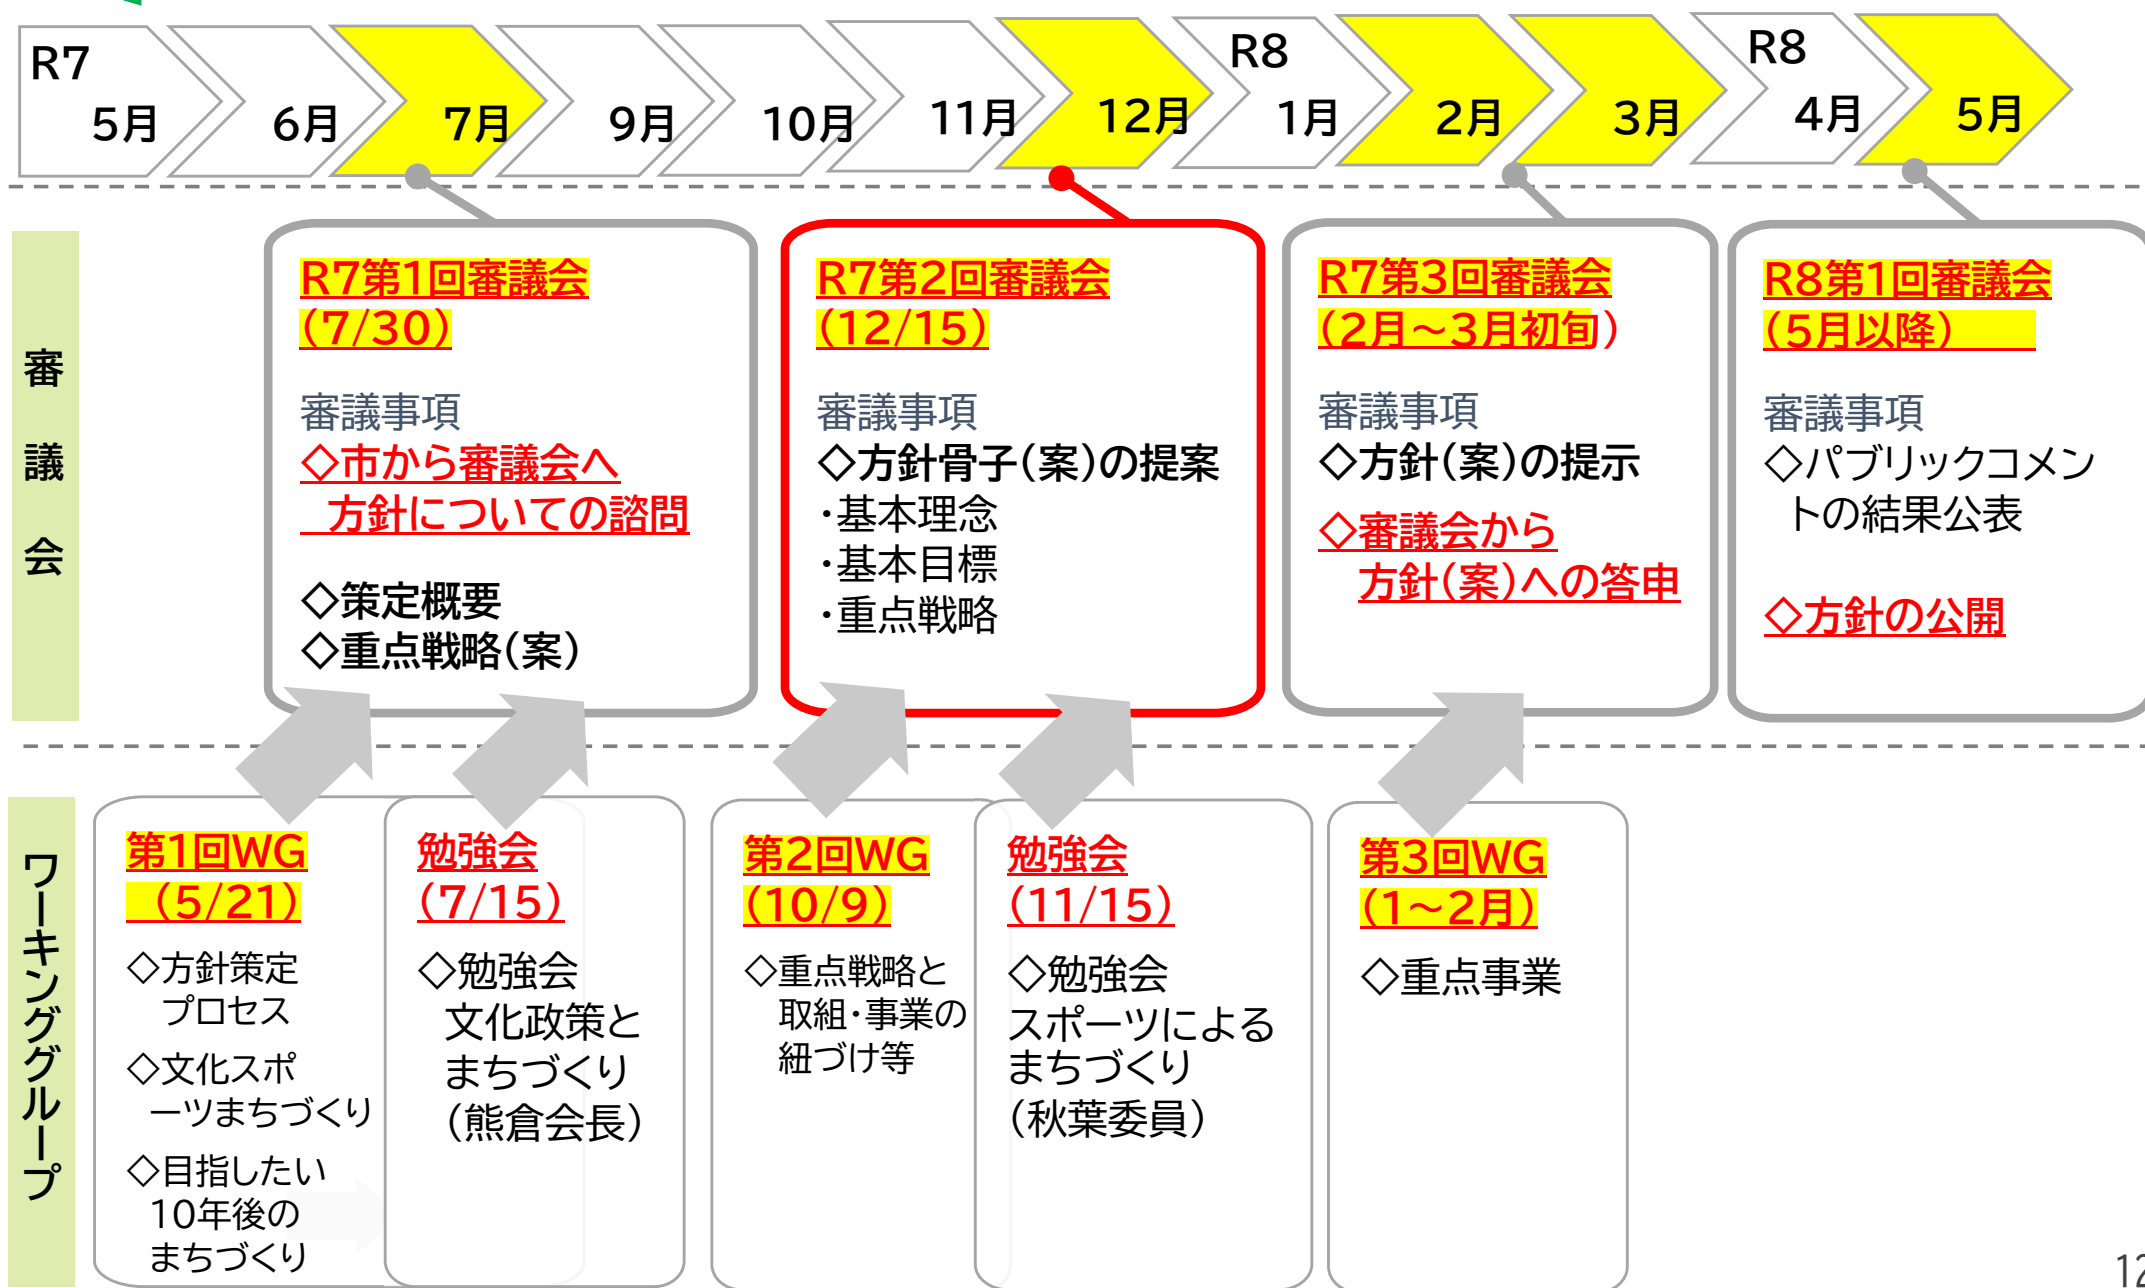 R7
5月
6月
7月
9月
10月
11月
12月
R8
1月
2月
3月
R8
4月
5月
審議会
R7第1回審議会
(7/30)
審議事項
◇市から審議会へ
方針についての諮問
◇策定概要
◇重点戦略(案)
R7第2回審議会
(12/15)
審議事項
◇方針骨子(案)の提案
・基本理念
・基本目標
・重点戦略
R7第3回審議会
(2月～3月初旬)
審議事項
◇方針(案)の提示
◇審議会から
方針(案)への答申
R8第1回審議会
(5月以降)
審議事項
◇パブリックコメン
トの結果公表
◇方針の公開
ワーキンググループ
第1回WG
(5/21)
◇方針策定
プロセス
◇文化スポ
ーツまちづくり
◇目指したい
10年後の
まちづくり
勉強会
(7/15)
◇勉強会
文化政策と
まちづくり
(熊倉会長)
第2回WG
(10/9)
◇重点戦略と
取組・事業の
紐づけ等
勉強会
(11/15)
◇勉強会
スポーツによる
まちづくり
(秋葉委員)
第3回WG
(1～2月)
◇重点事業
12